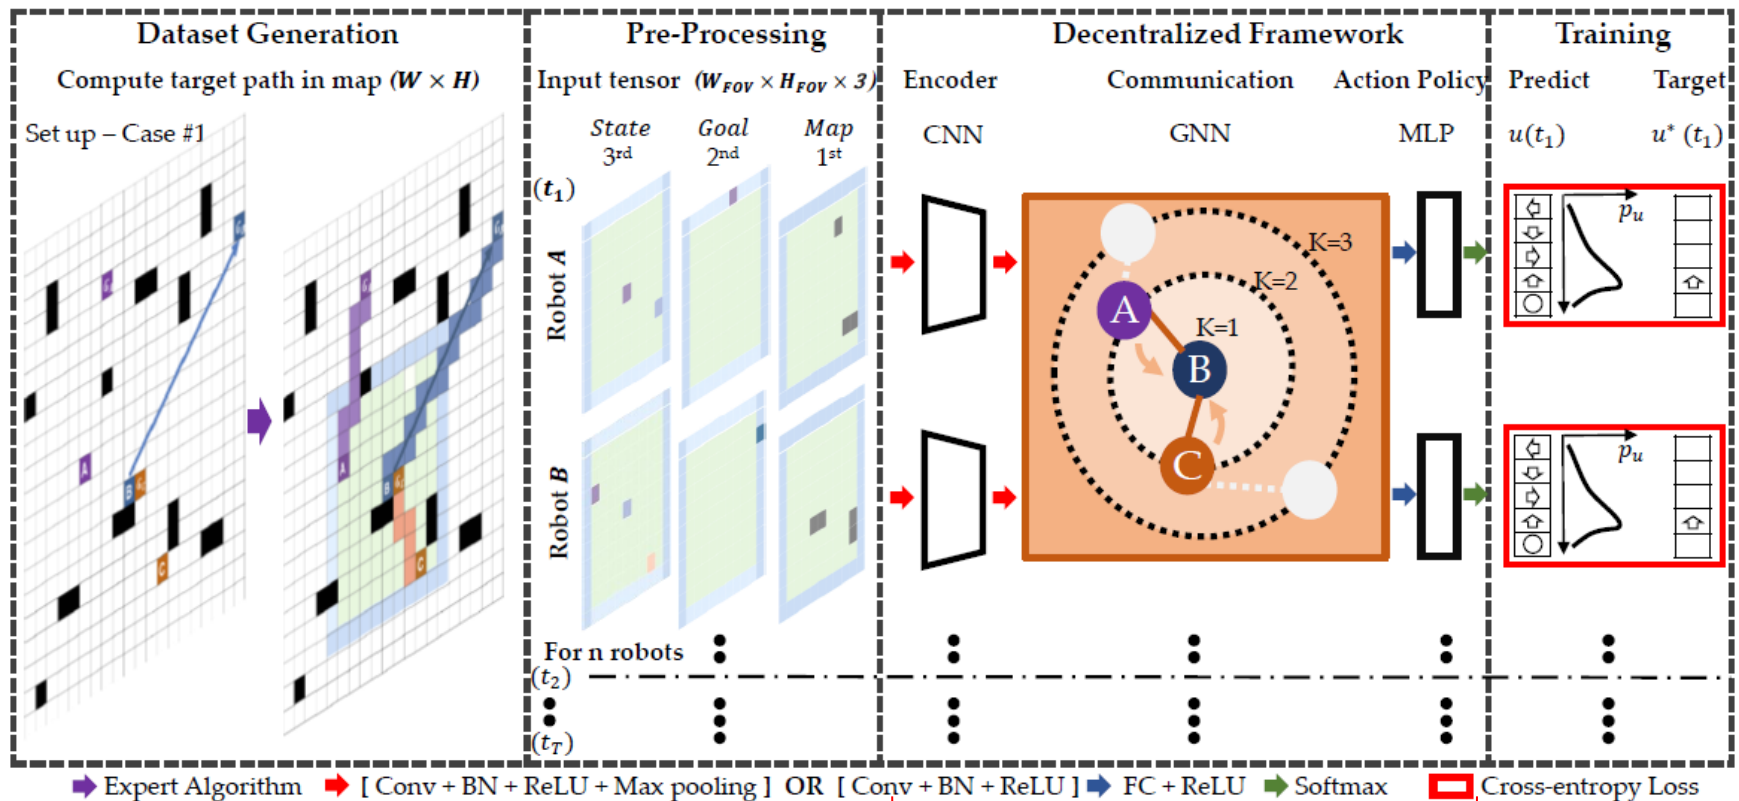 Dataset Generation
Compute target path in map (W × H)
Set up – Case #1
G
A
B
C
G
A
B
C
Pre-Processing
Input tensor (W_FOV × H_FOV × 3)
State Goal Map
3rd 2nd 1st
(t₁)
Robot A
Robot B
For n robots
(t₂)
(t_T)
Decentralized Framework
Encoder Communication Action Policy
CNN GNN MLP
K=3
K=2
K=1
A
B
C
Training
Predict Target
u(t₁) u* (t₁)
p_u
p_u
Expert Algorithm [ Conv + BN + ReLU + Max pooling ] OR [ Conv + BN + ReLU ] FC + ReLU Softmax Cross-entropy Loss